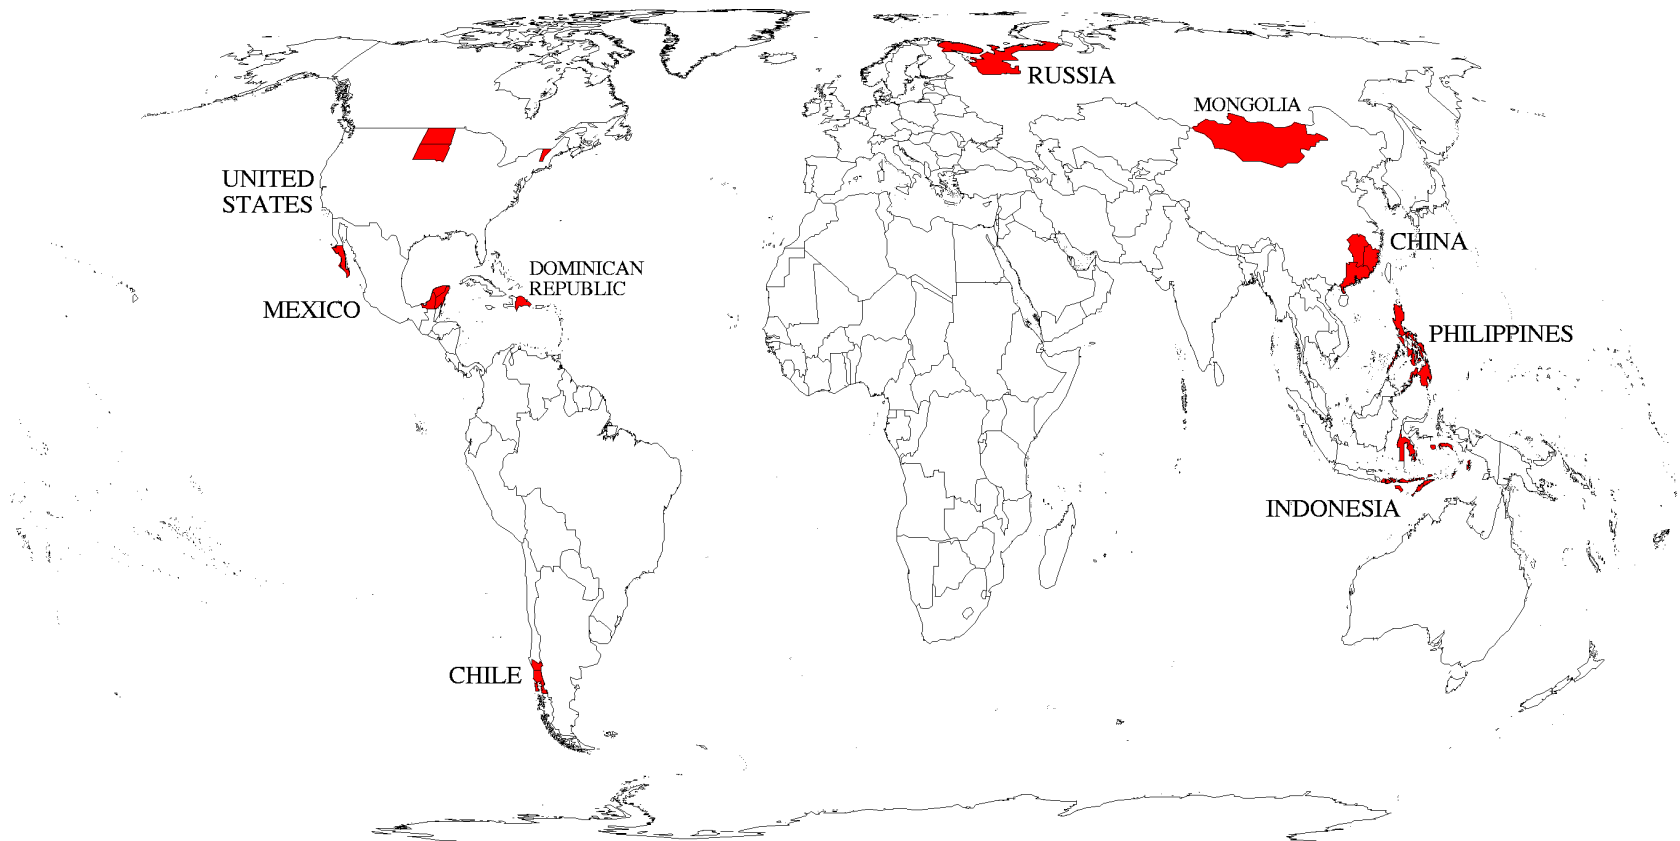 RUSSIA
MONGOLIA
UNITED
STATES
CHINA
DOMINICAN
REPUBLIC
MEXICO
PHILIPPINES
INDONESIA
CHILE